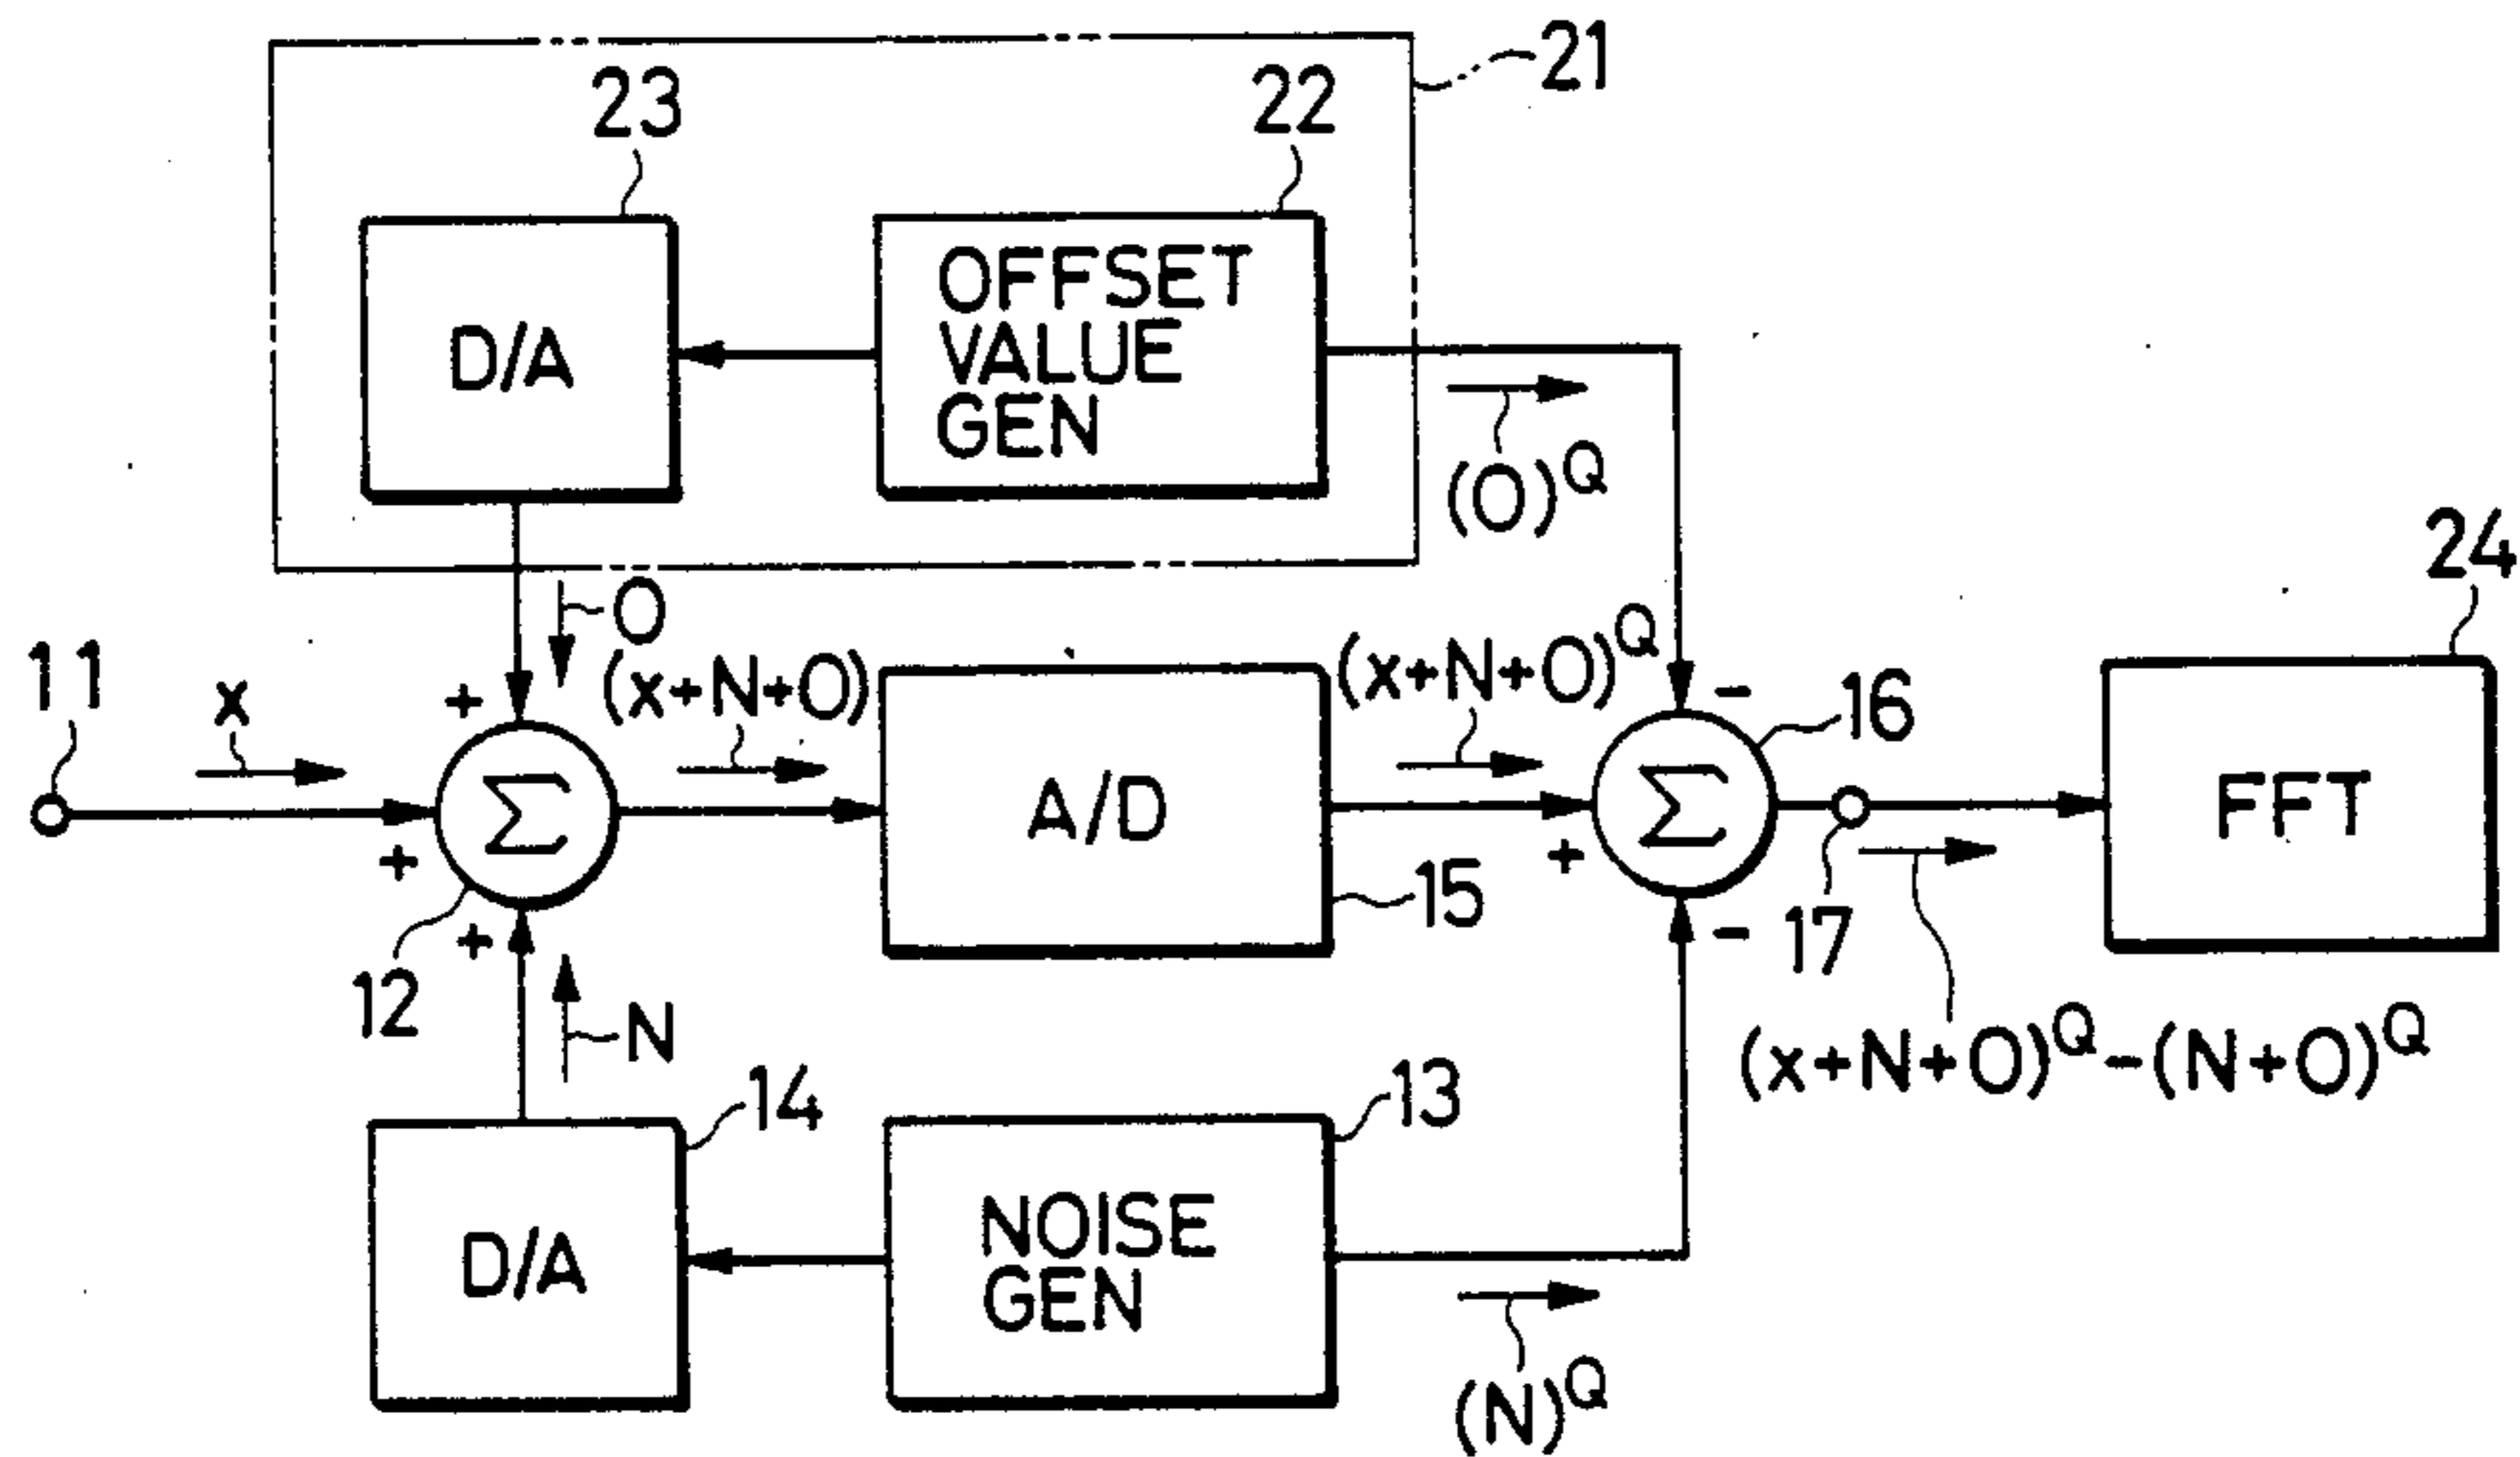 21
23
22
D/A
OFFSET
VALUE
GEN
(O)^Q
24
11
x
O
+
(x+N+O)
(x+N+O)^Q
-
16
Σ
A/D
Σ
FFT
+
+
15
17
12
+
N
-
(x+N+O)^Q-(N+O)^Q
14
13
D/A
NOISE
GEN
(N)^Q